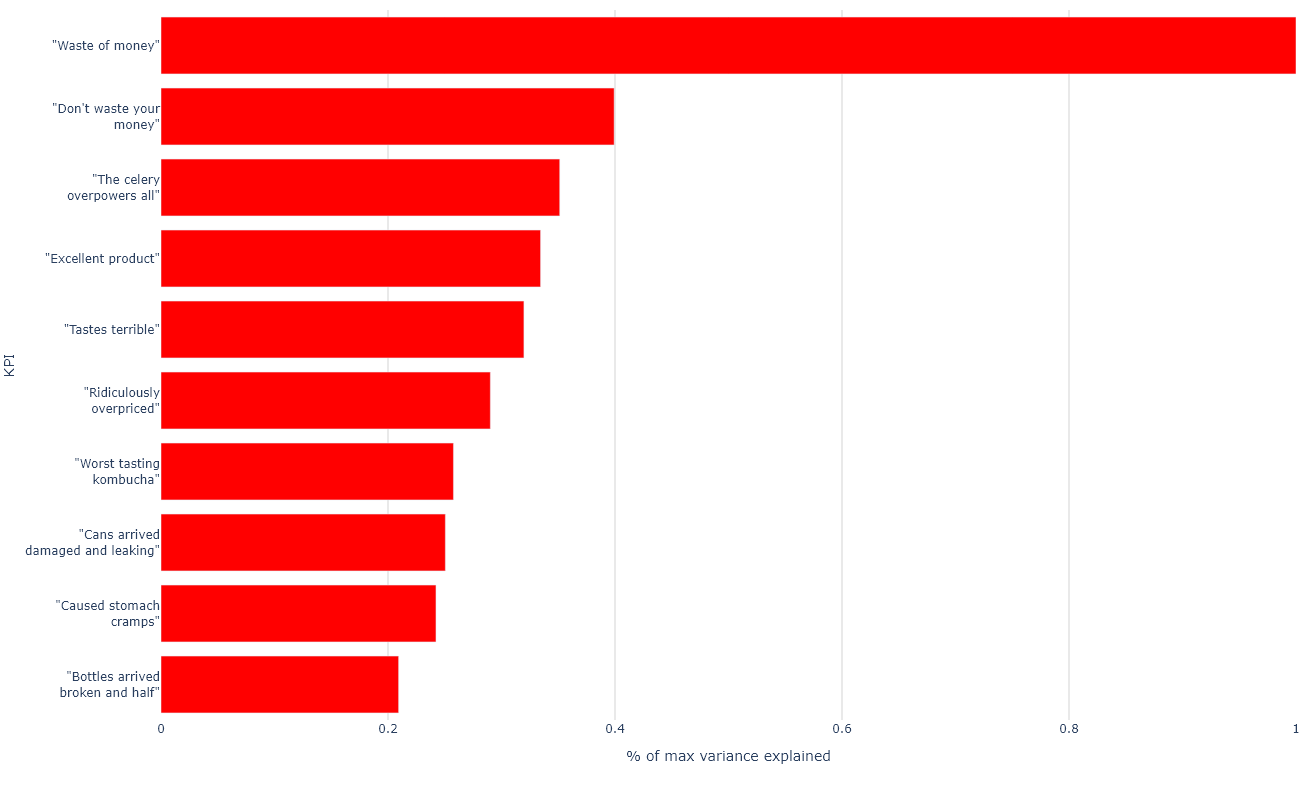 "Waste of money"
"Don't waste your
money"
"The celery
overpowers all"
"Excellent product"
"Tastes terrible"
"Ridiculously
overpriced"
"Worst tasting
kombucha"
"Cans arrived
damaged and leaking"
"Caused stomach
cramps"
"Bottles arrived
broken and half"
KPI
0 0.2 0.4 0.6 0.8 1
% of max variance explained